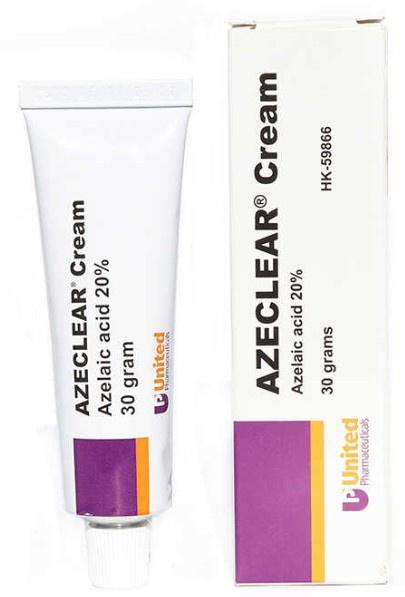 AZECLEAR® Cream
Azelaic acid 20%
30 gram
United
Pharmaceuticals
AZECLEAR® Cream
Azelaic acid 20%
HK-59866
30 grams
United
Pharmaceuticals